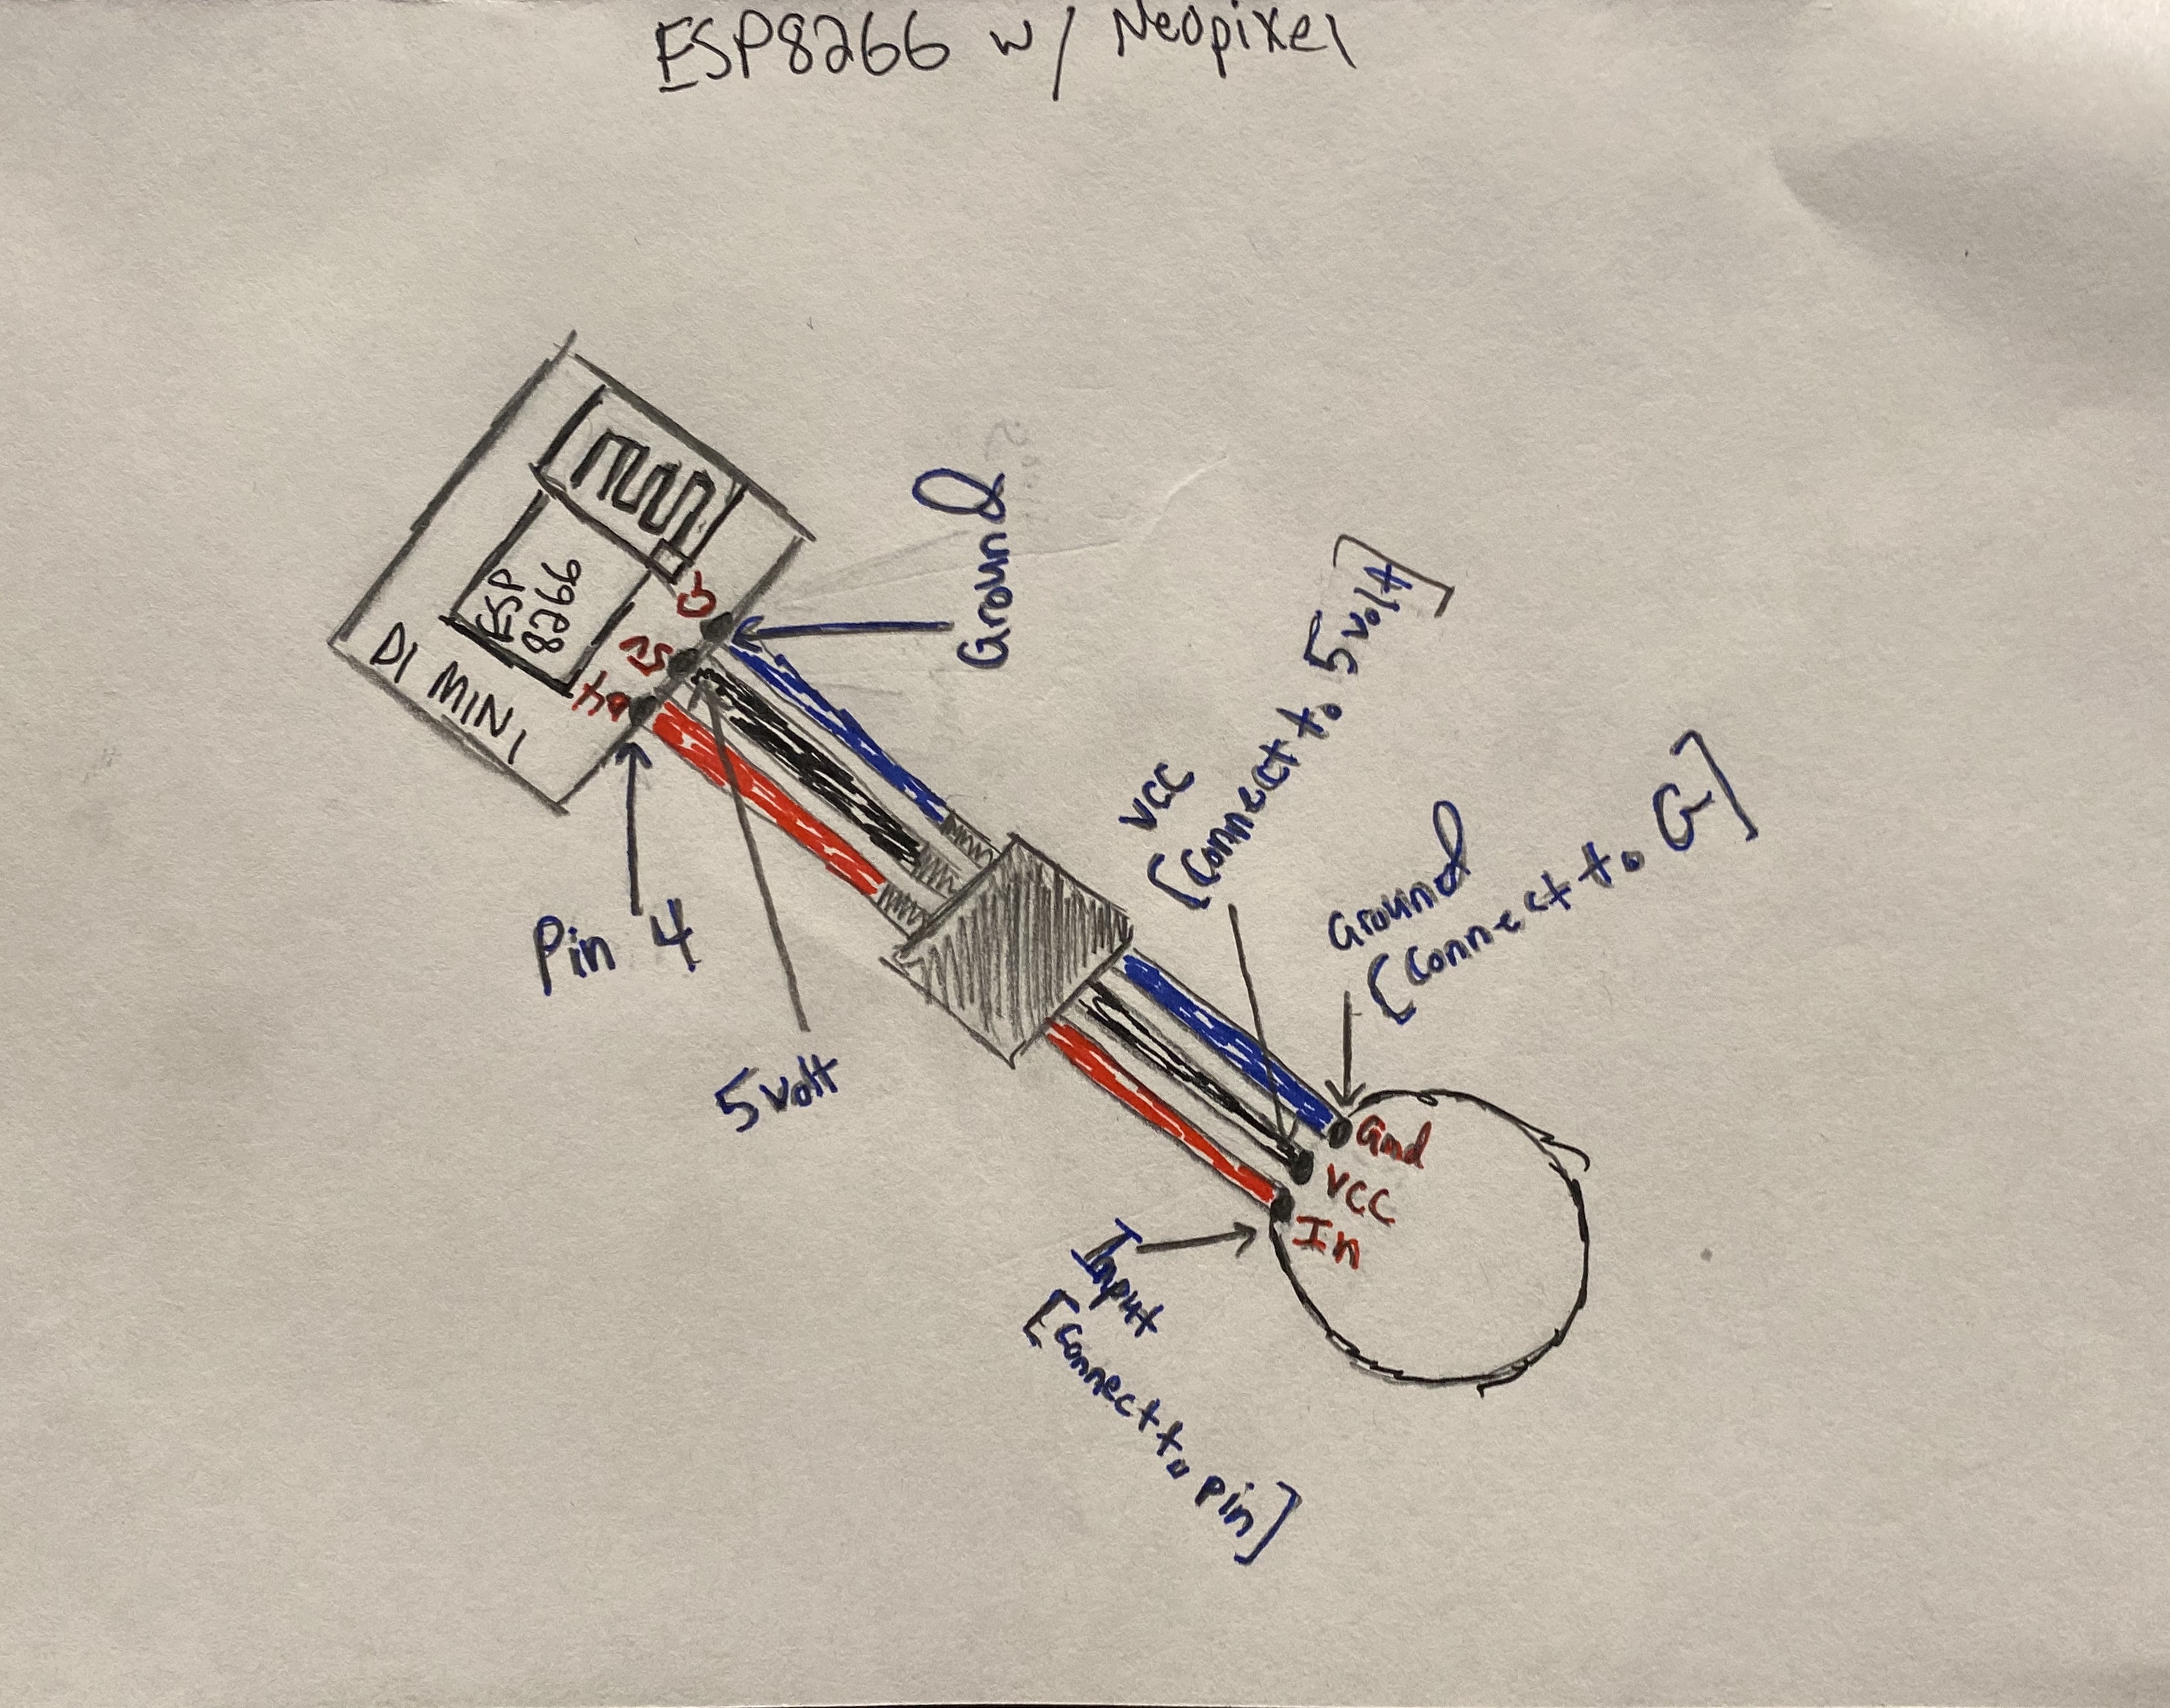 ESP8266 w/ Neopixel
ESP
8266
D1 MINI
G
5V
D4
Ground
Pin 4
5volt
VCC
[Connect to 5volt]
Ground
[Connect to G]
Gnd
VCC
In
Input
[Connect to pin]